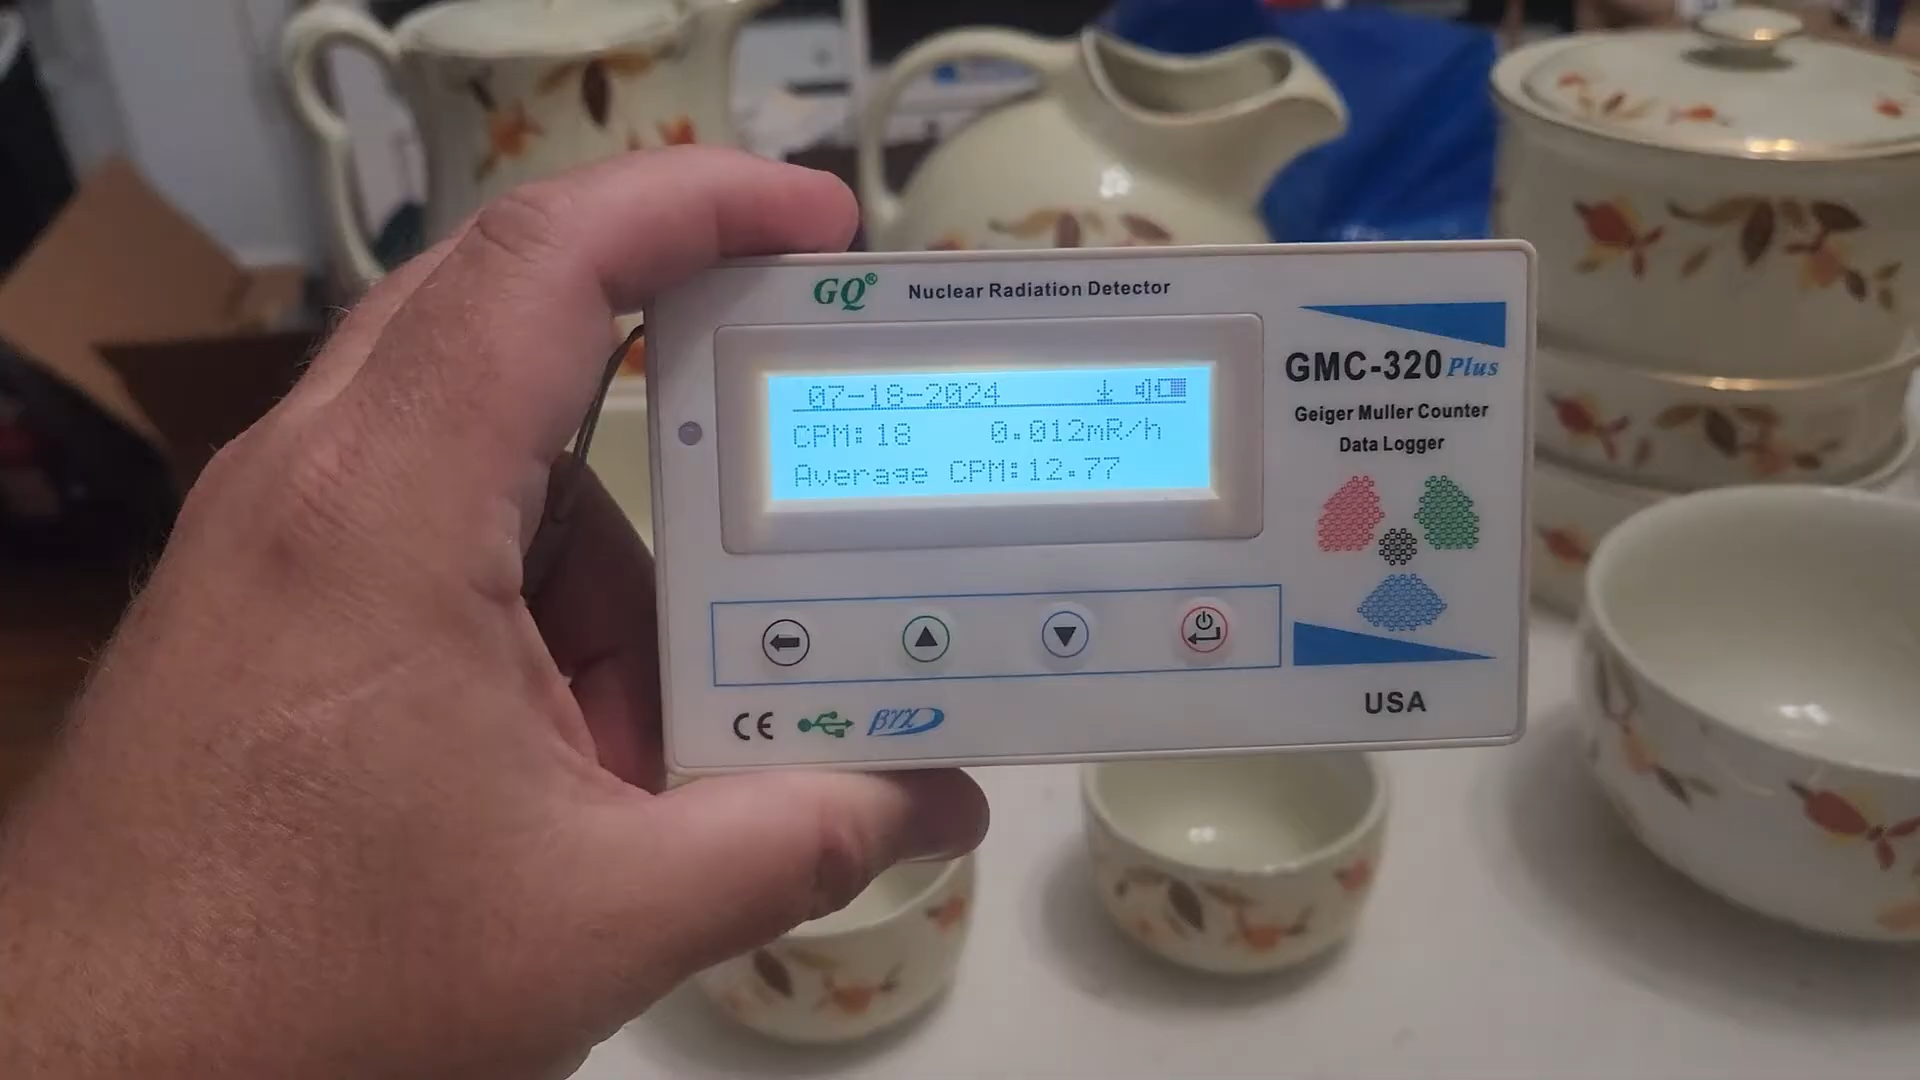 GQ® Nuclear Radiation Detector
07-18-2024
CPM:18 0.012mR/h
Average CPM:12.77
GMC-320 Plus
Geiger Muller Counter
Data Logger
CE βγχ
USA